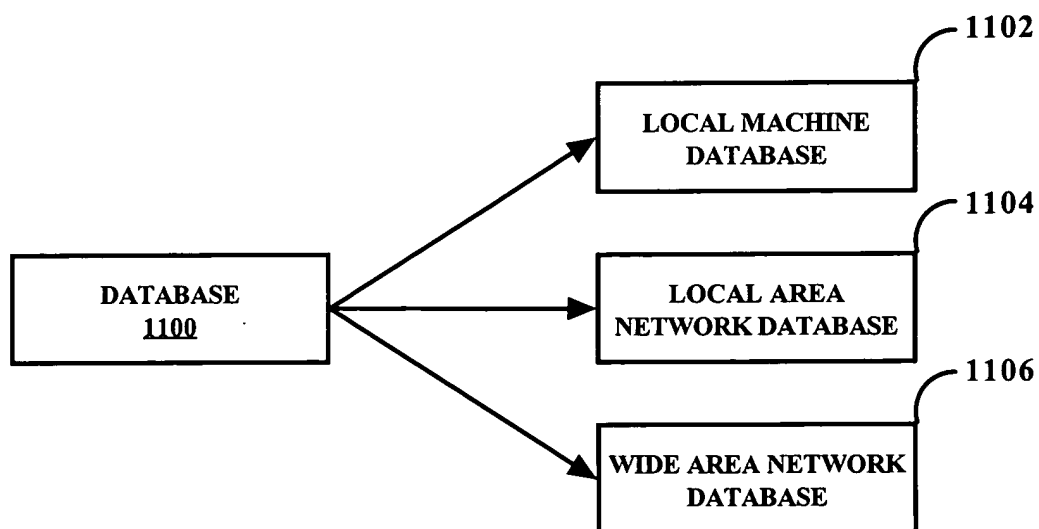 1102
LOCAL MACHINE
DATABASE
1104
DATABASE
1100
LOCAL AREA
NETWORK DATABASE
1106
WIDE AREA NETWORK
DATABASE